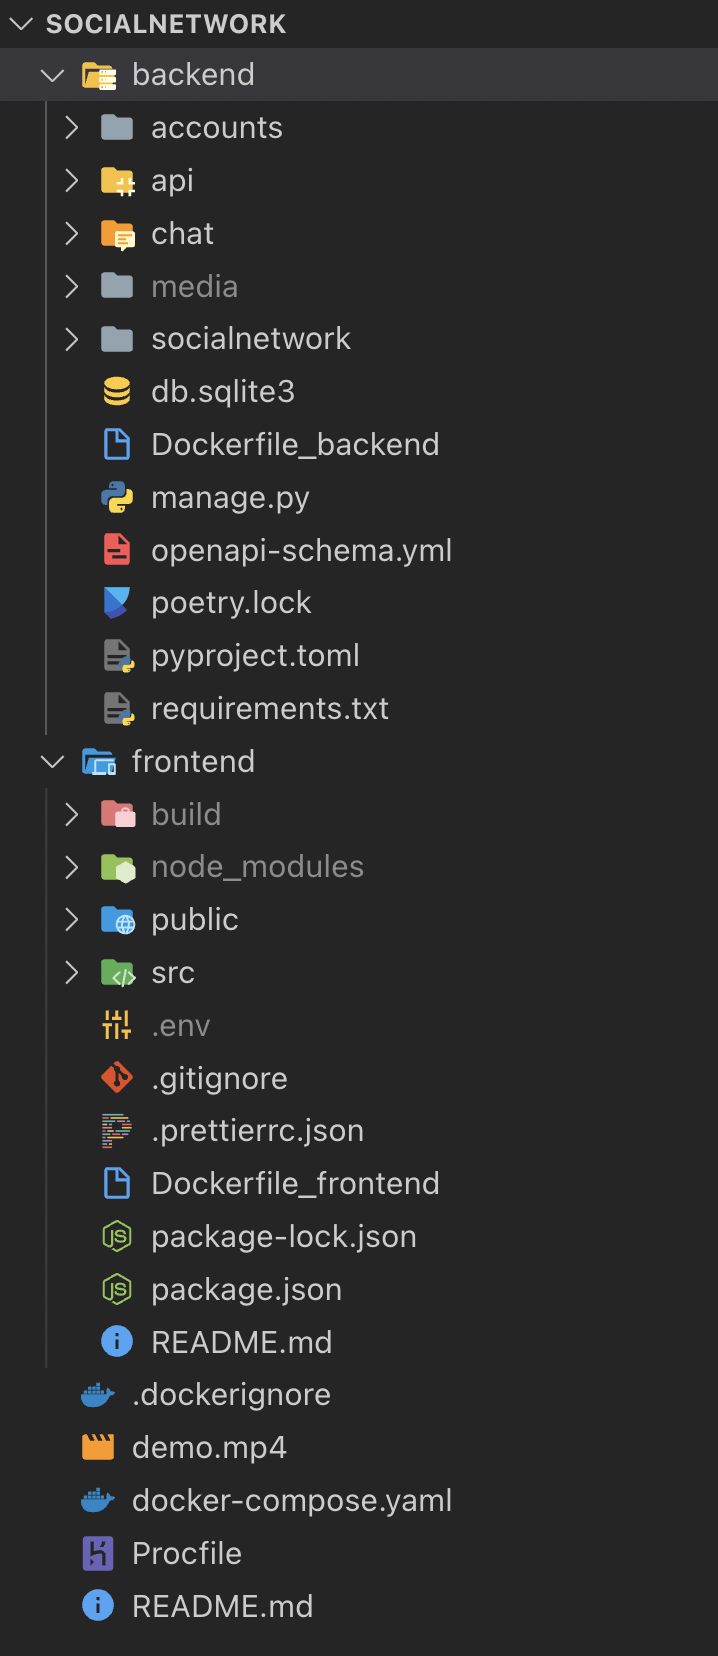 SOCIALNETWORK
backend
accounts
api
chat
media
socialnetwork
db.sqlite3
Dockerfile_backend
manage.py
openapi-schema.yml
poetry.lock
pyproject.toml
requirements.txt
frontend
build
node_modules
public
src
.env
.gitignore
.prettierrc.json
Dockerfile_frontend
package-lock.json
package.json
README.md
.dockerignore
demo.mp4
docker-compose.yaml
Procfile
README.md